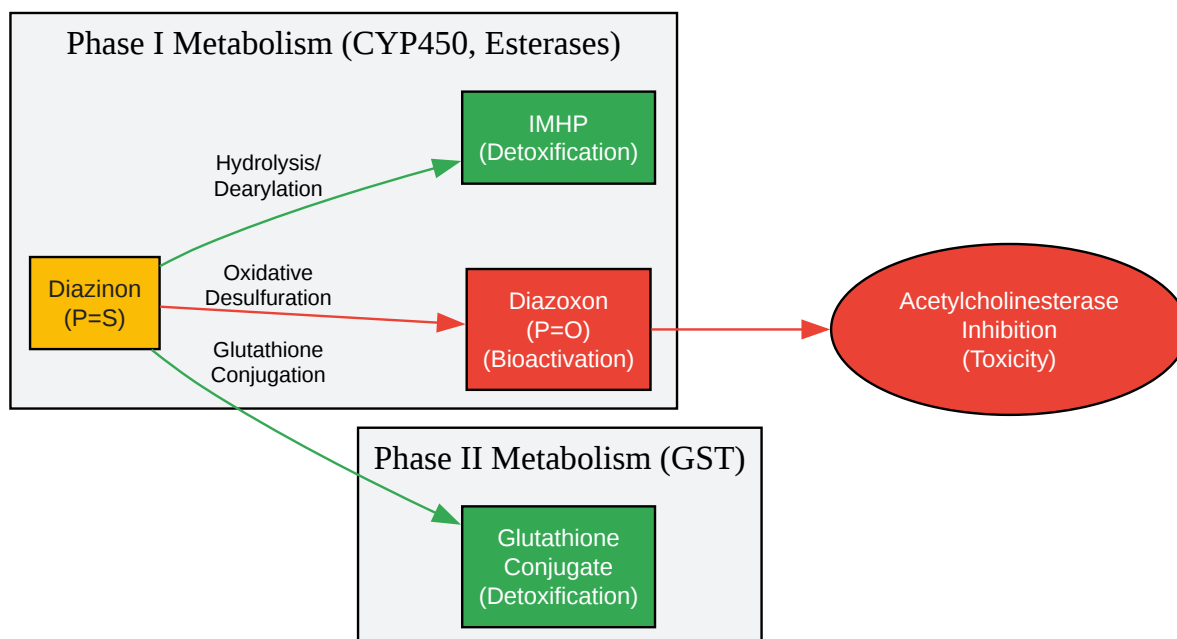 Phase I Metabolism (CYP450, Esterases)
IMHP
(Detoxification)
Hydrolysis/
Dearylation
Diazinon
(P=S)
Oxidative
Desulfuration
Diazoxon
(P=O)
(Bioactivation)
Acetylcholinesterase
Inhibition
(Toxicity)
Glutathione
Conjugation
Phase II Metabolism (GST)
Glutathione
Conjugate
(Detoxification)